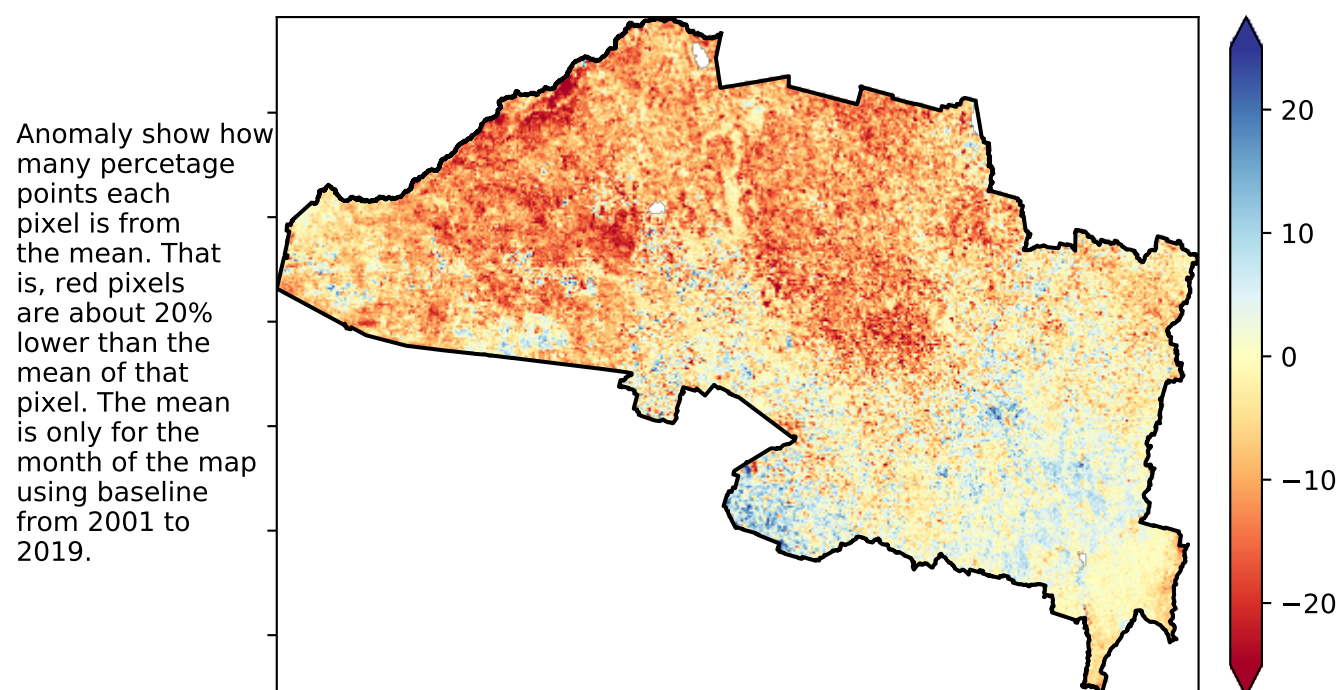 Anomaly show how
many percetage
points each
pixel is from
the mean. That
is, red pixels
are about 20%
lower than the
mean of that
pixel. The mean
is only for the
month of the map
using baseline
from 2001 to
2019.
20
10
0
−10
−20